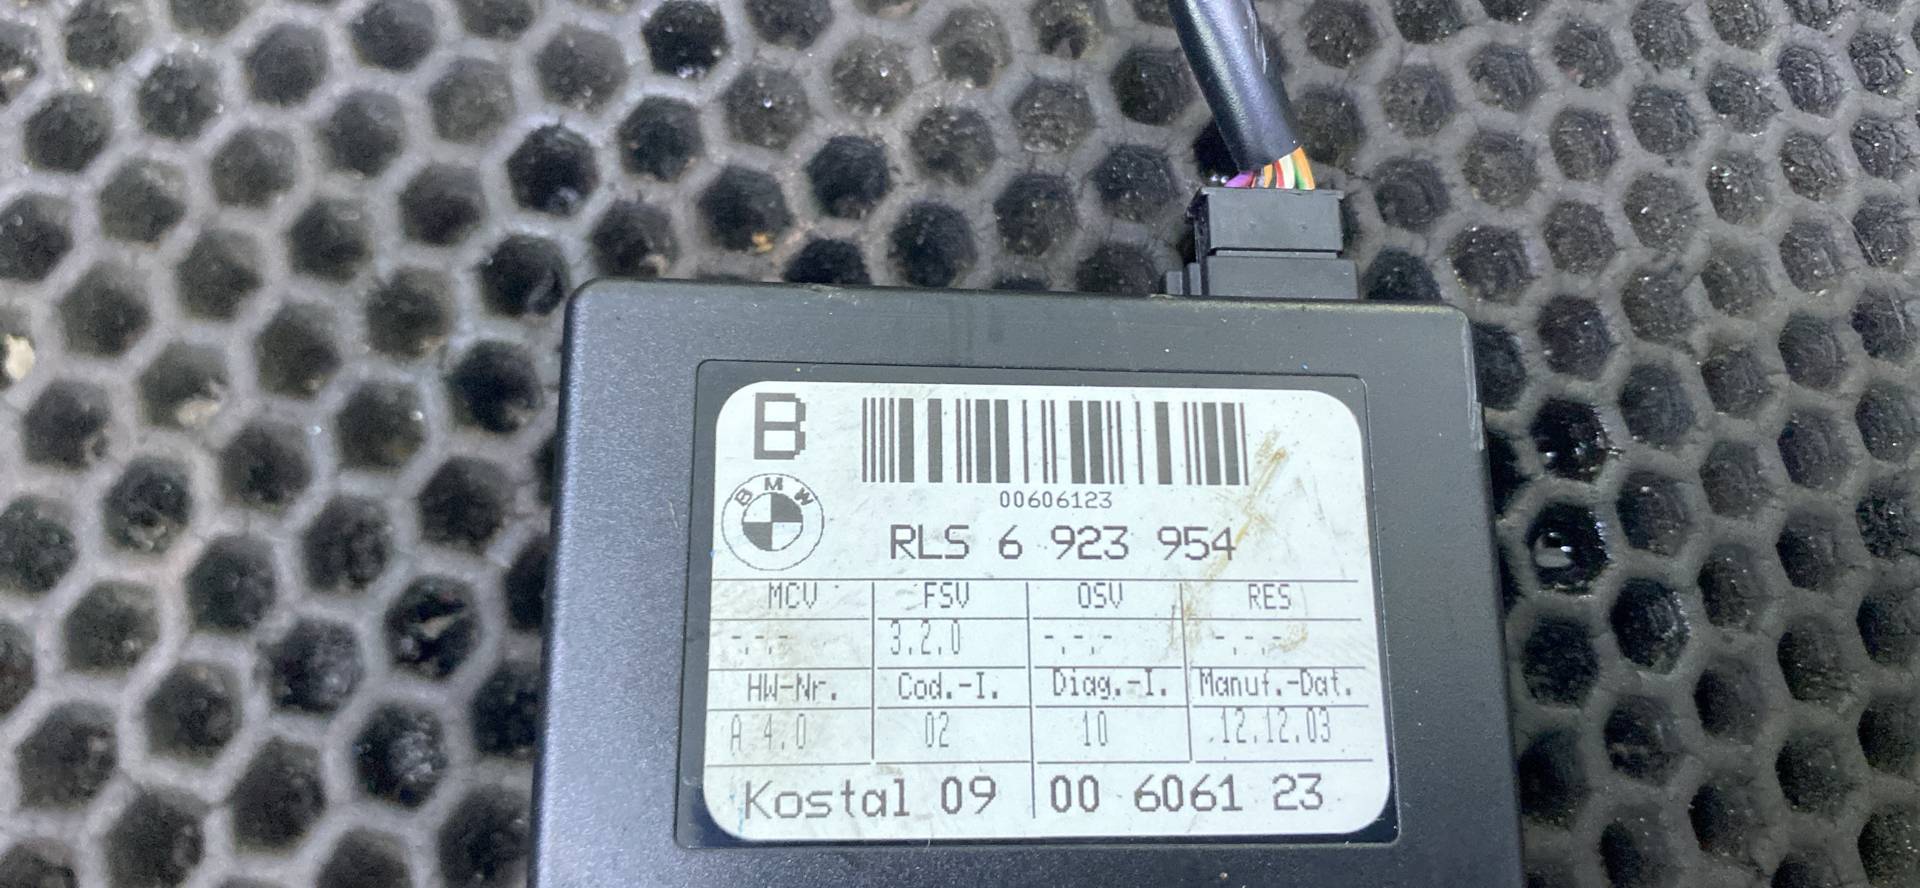 B
BMW
00606123
RLS 6 923 954
MCV FSV OSV RES
-.-.- 3.2.0 -.-.- -.-.-
HW-Nr. Cod.-I. Diag.-I. Manuf.-Dat.
A 4.0 02 10 12.12.03
Kostal 09 00 6061 23